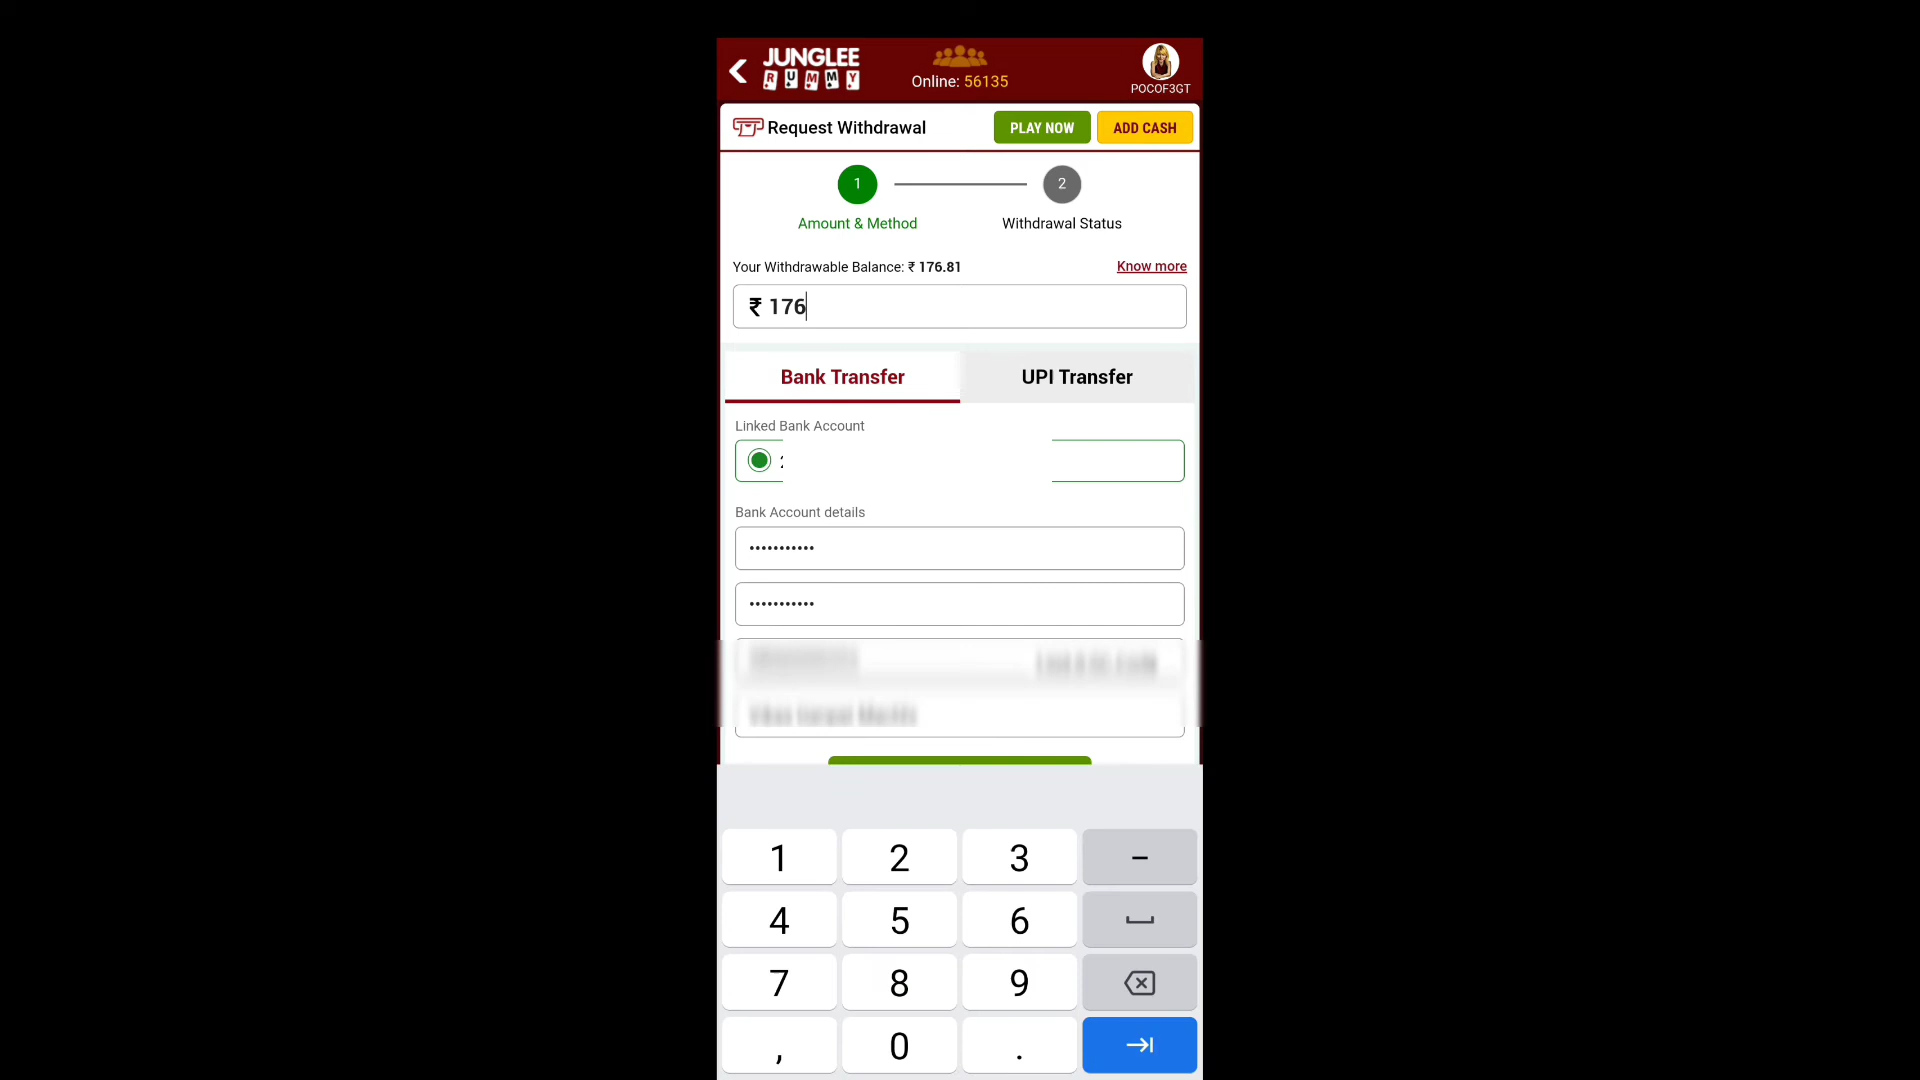 JUNGLEE
RUMMY
Online: 56135
POCOF3GT
Request Withdrawal
PLAY NOW
ADD CASH
1
2
Amount & Method
Withdrawal Status
Your Withdrawable Balance: ₹ 176.81
Know more
₹ 176
Bank Transfer
UPI Transfer
Linked Bank Account
Bank Account details
•••••••••••
•••••••••••
1 2 3 –
4 5 6
7 8 9
, 0 .